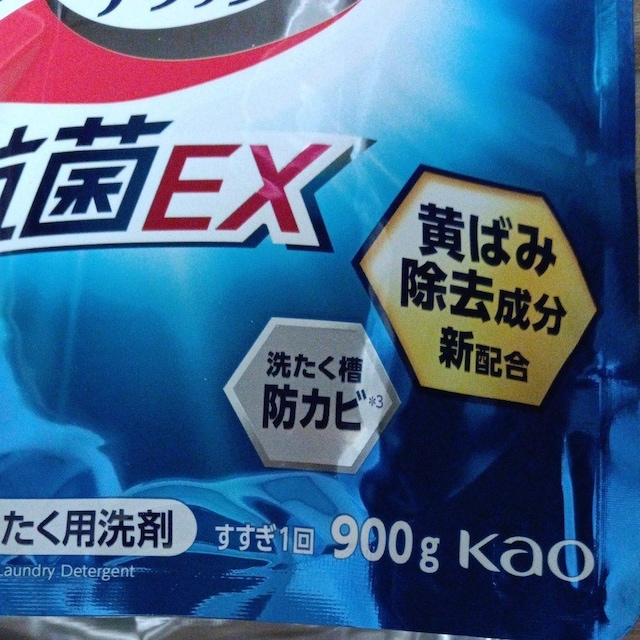 抗菌EX
黄ばみ
除去成分
新配合
洗たく槽
防カビ※3
たく用洗剤
すすぎ1回 900g Kao
Laundry Detergent